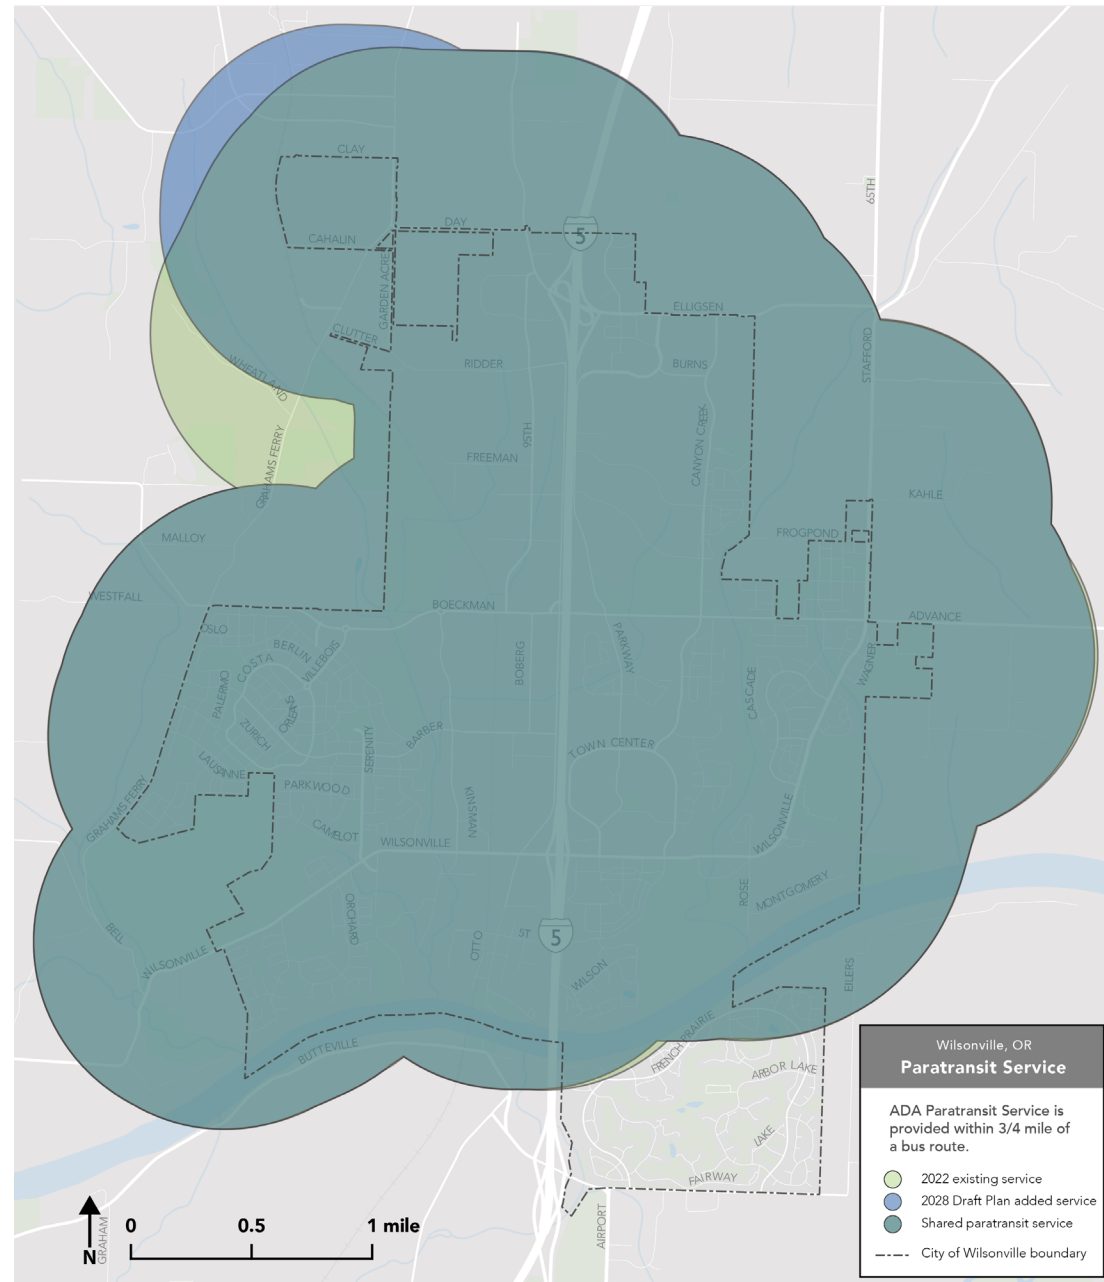 CLAY
65TH
DAY
5
CAHALIN
GARDEN ACRE
ELLIGSEN
CLUTTER
STAFFORD
WHEATLAND
RIDDER
BURNS
95TH
CANYON CREEK
GRAHAMS FERRY
FREEMAN
KAHLE
MALLOY
FROGPOND
WESTFALL
BOECKMAN
ADVANCE
OSLO
BERLIN
VILLEBOIS
COSTA
BOBERG
PARKWAY
WAGNER
PALERMO
ORLEANS
CASCADE
ZURICH
SERENITY
BARBER
TOWN CENTER
LAUSANNE
PARKWOOD
GRAHAMS FERRY
KINSMAN
CAMELOT
WILSONVILLE
WILSONVILLE
ROSE
MONTGOMERY
ORCHARD
BELL
OTTO
5T
5
WILSONVILLE
WILSON
EILERS
BUTTEVILLE
FRENCH PRAIRIE
ARBOR LAKE
LAKE
FAIRWAY
AIRPORT
GRAHAM
N
0 0.5 1 mile
Wilsonville, OR
Paratransit Service
ADA Paratransit Service is
provided within 3/4 mile of
a bus route.
2022 existing service
2028 Draft Plan added service
Shared paratransit service
City of Wilsonville boundary